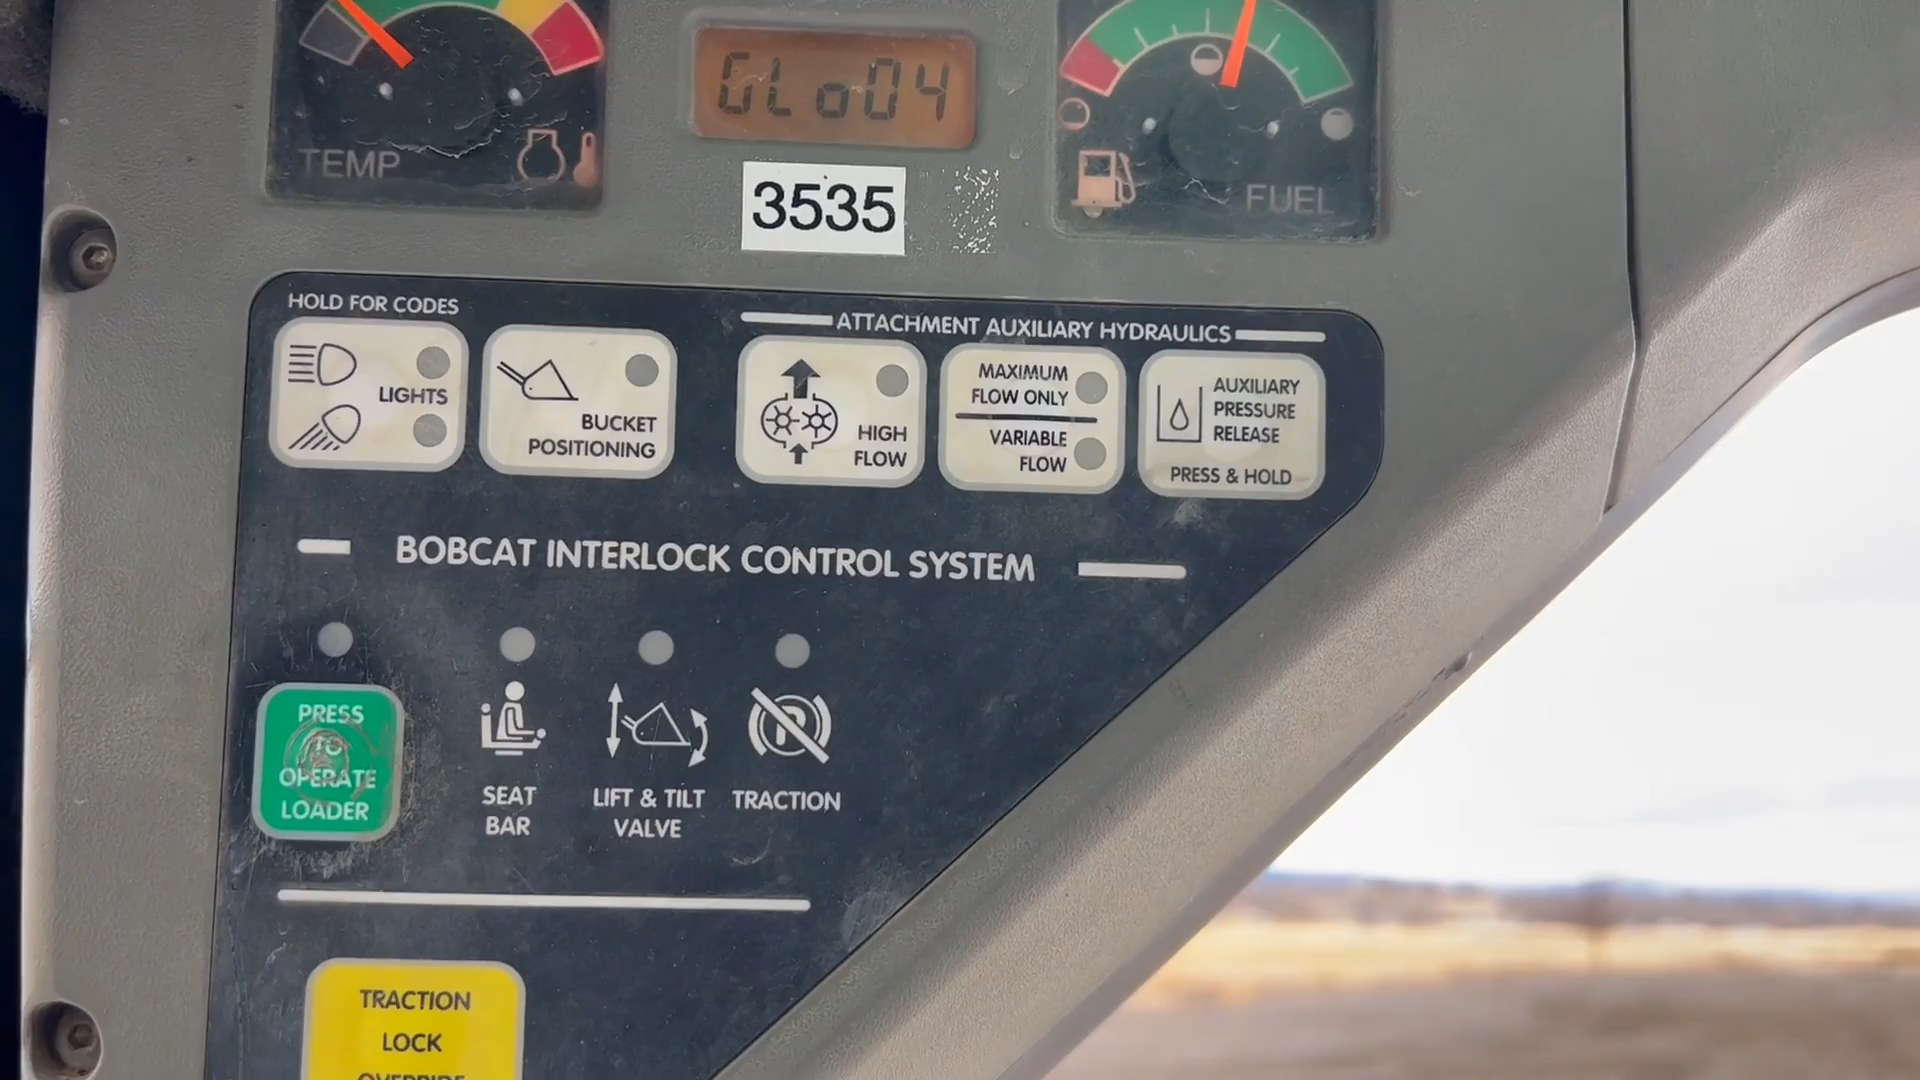 GLo04
TEMP
3535
FUEL
HOLD FOR CODES
ATTACHMENT AUXILIARY HYDRAULICS
LIGHTS
BUCKET
POSITIONING
HIGH
FLOW
MAXIMUM
FLOW ONLY
VARIABLE
FLOW
AUXILIARY
PRESSURE
RELEASE
PRESS & HOLD
BOBCAT INTERLOCK CONTROL SYSTEM
PRESS
TO
OPERATE
LOADER
SEAT
BAR
LIFT & TILT
VALVE
P
TRACTION
TRACTION
LOCK
OVERRIDE